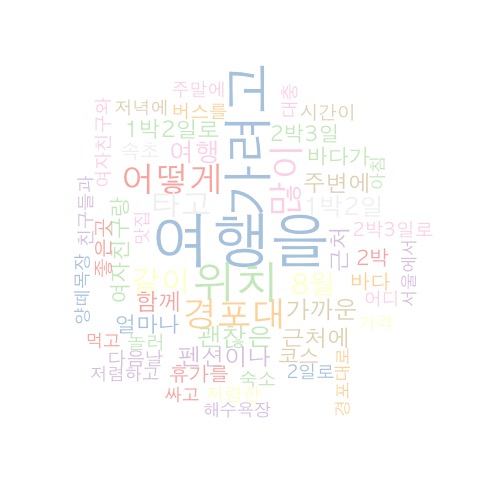 주말에
대충
저녁에
버스를
시간이
가려고
여자친구와
1박2일로
2박3일
속초
여행
많이
바다가
아침
어떻게
주변에
타고
1박2일
친구들과
좋은곳
여자친구랑
맛집
여행을
근처
2박3일로
서울에서
양떼목장
같이
위치
8월
2박
바다
어디
함께
경포대
가까운
얼마나
괜찮은
근처에
가격
먹고
놀러
다음날
펜션이나
코스
저렴하고
휴가를
숙소
2일로
경포대로
싸고
저렴한
해수욕장